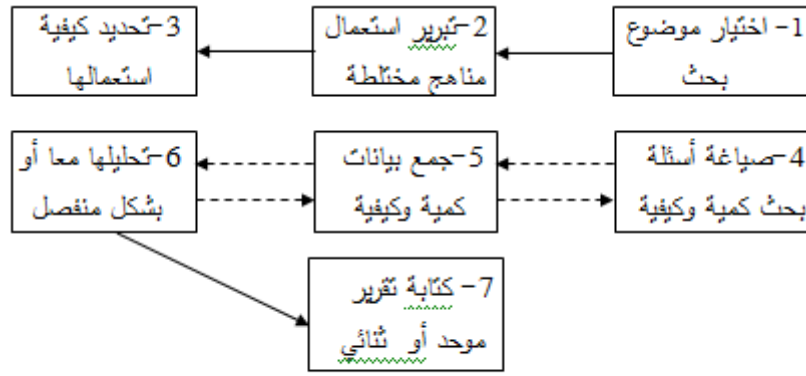 1- اختيار موضوع
بحث
2-تبرير استعمال
مناهج مختلطة
3-تحديد كيفية
استعمالها
4-صياغة أسئلة
بحث كمية وكيفية
5-جمع بيانات
كمية وكيفية
6-تحليلها معا أو
بشكل منفصل
7- كتابة تقرير
موحد أو ثنائي